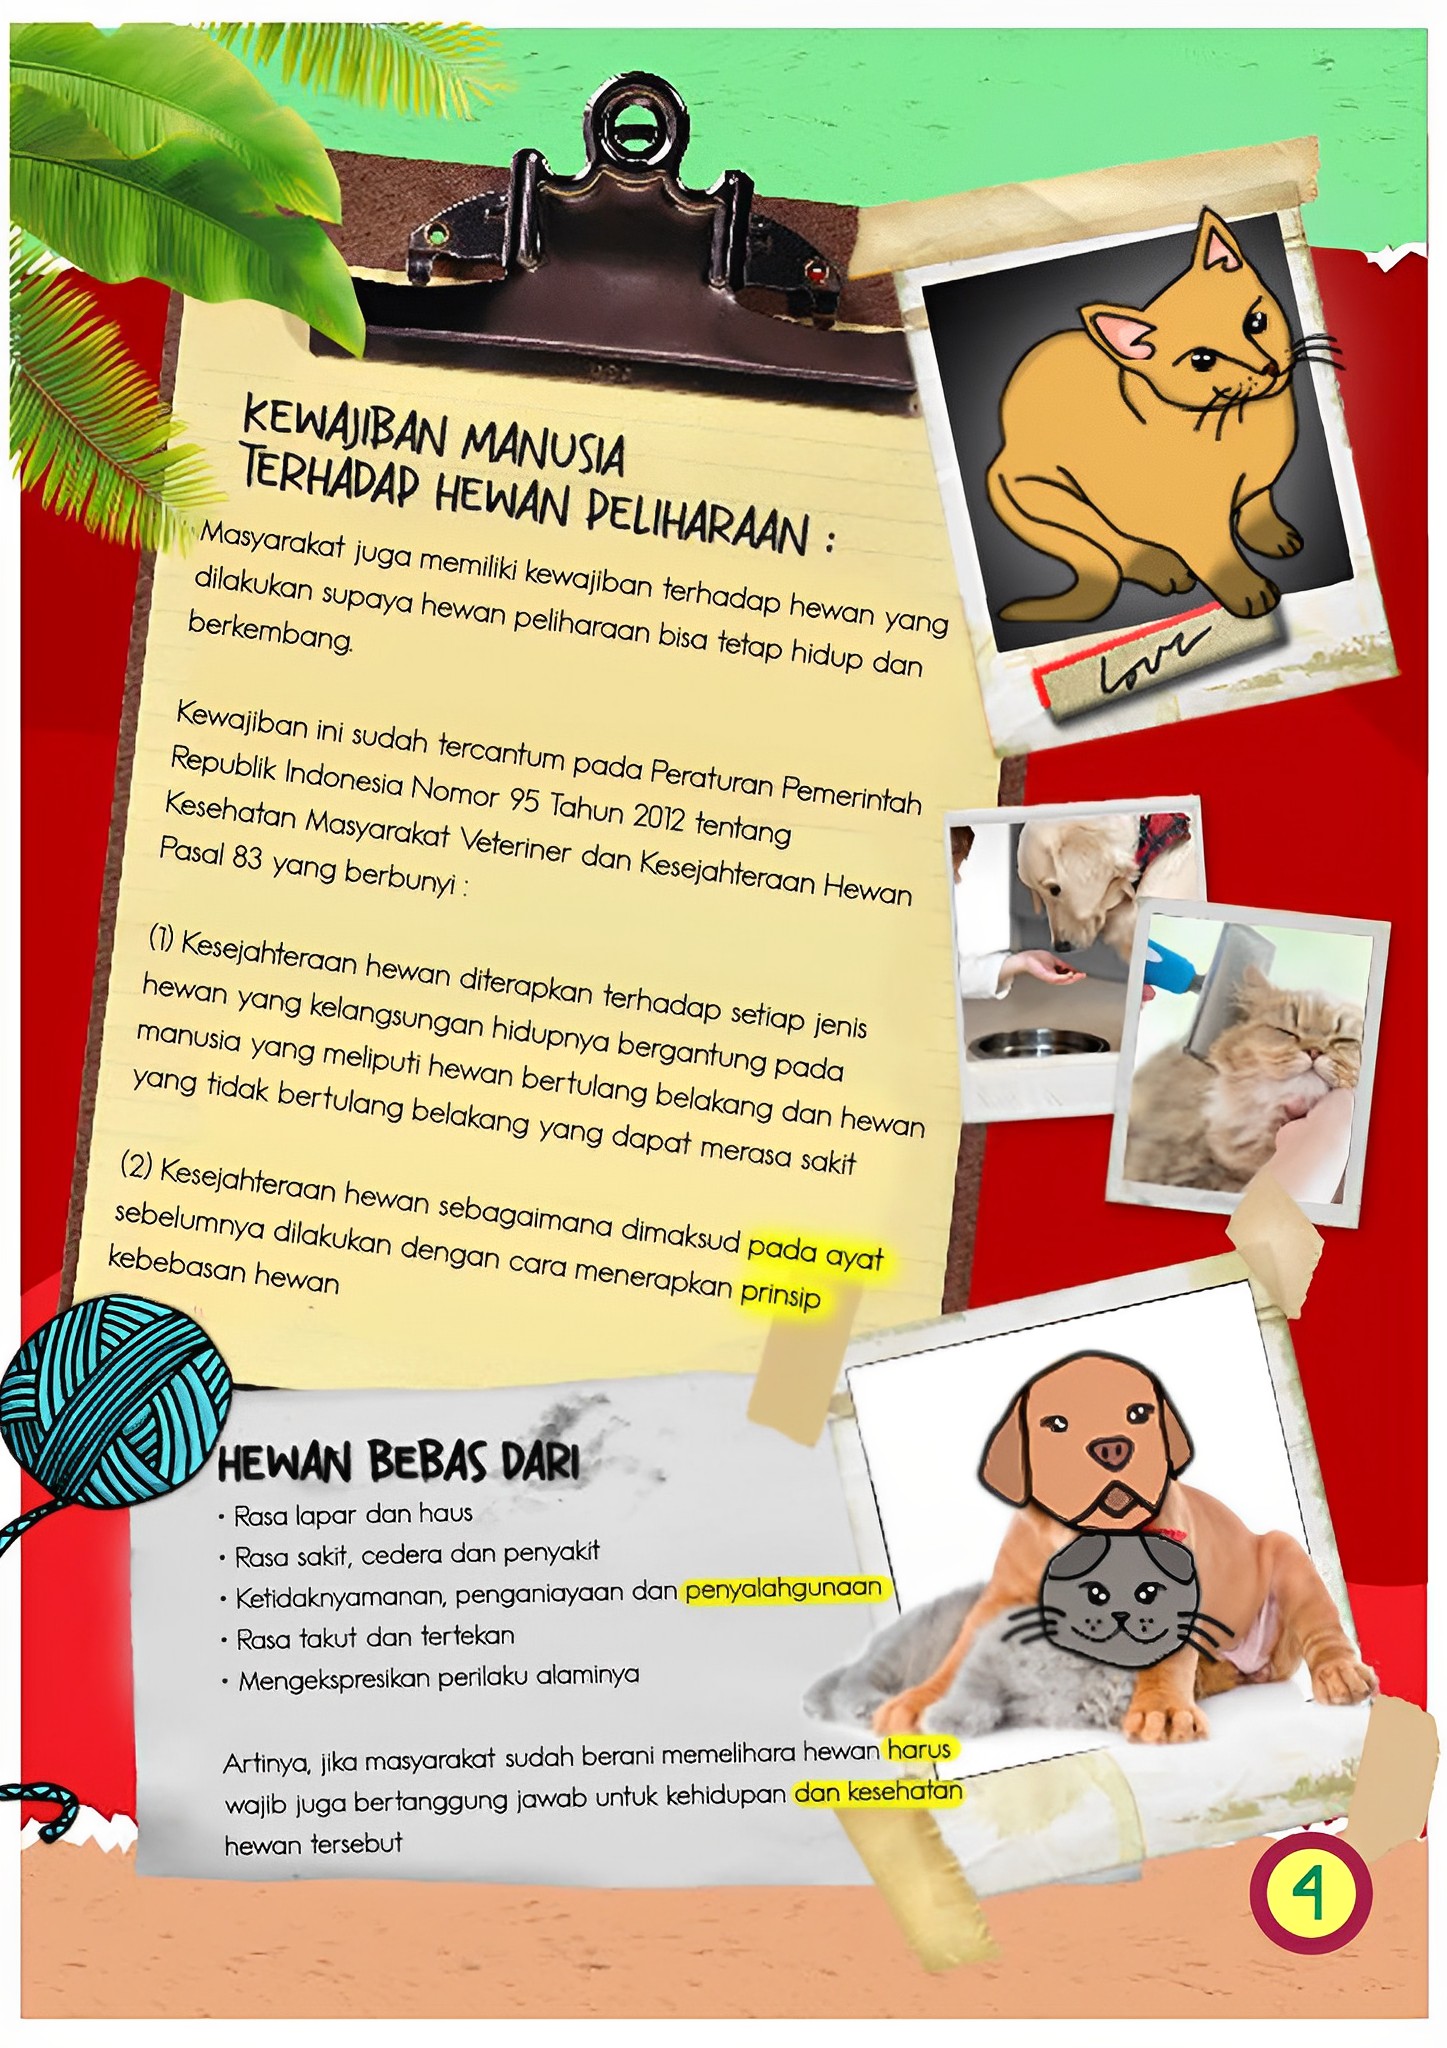 KEWAJIBAN MANUSIA
TERHADAP HEWAN PELIHARAAN :
Masyarakat juga memiliki kewajiban terhadap hewan yang
dilakukan supaya hewan peliharaan bisa tetap hidup dan
berkembang.
Kewajiban ini sudah tercantum pada Peraturan Pemerintah
Republik Indonesia Nomor 95 Tahun 2012 tentang
Kesehatan Masyarakat Veteriner dan Kesejahteraan Hewan
Pasal 83 yang berbunyi :
(1) Kesejahteraan hewan diterapkan terhadap setiap jenis
hewan yang kelangsungan hidupnya bergantung pada
manusia yang meliputi hewan bertulang belakang dan hewan
yang tidak bertulang belakang yang dapat merasa sakit
(2) Kesejahteraan hewan sebagaimana dimaksud pada ayat
sebelumnya dilakukan dengan cara menerapkan prinsip
kebebasan hewan
Love
HEWAN BEBAS DARI
• Rasa lapar dan haus
• Rasa sakit, cedera dan penyakit
• Ketidaknyamanan, penganiayaan dan penyalahgunaan
• Rasa takut dan tertekan
• Mengekspresikan perilaku alaminya
Artinya, jika masyarakat sudah berani memelihara hewan harus
wajib juga bertanggung jawab untuk kehidupan dan kesehatan
hewan tersebut
4